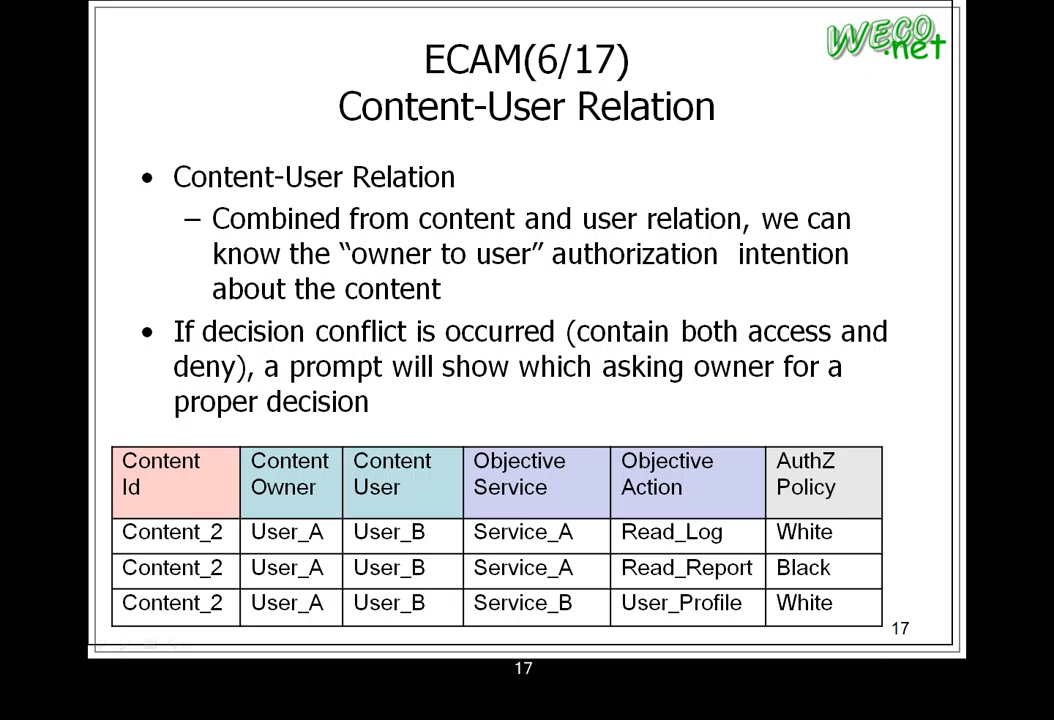 WECO
.net
ECAM(6/17)
Content-User Relation
• Content-User Relation
– Combined from content and user relation, we can
know the “owner to user” authorization intention
about the content
• If decision conflict is occurred (contain both access and
deny), a prompt will show which asking owner for a
proper decision
Content Id | Content Owner | Content User | Objective Service | Objective Action | AuthZ Policy
Content_2 | User_A | User_B | Service_A | Read_Log | White
Content_2 | User_A | User_B | Service_A | Read_Report | Black
Content_2 | User_A | User_B | Service_B | User_Profile | White
17
17